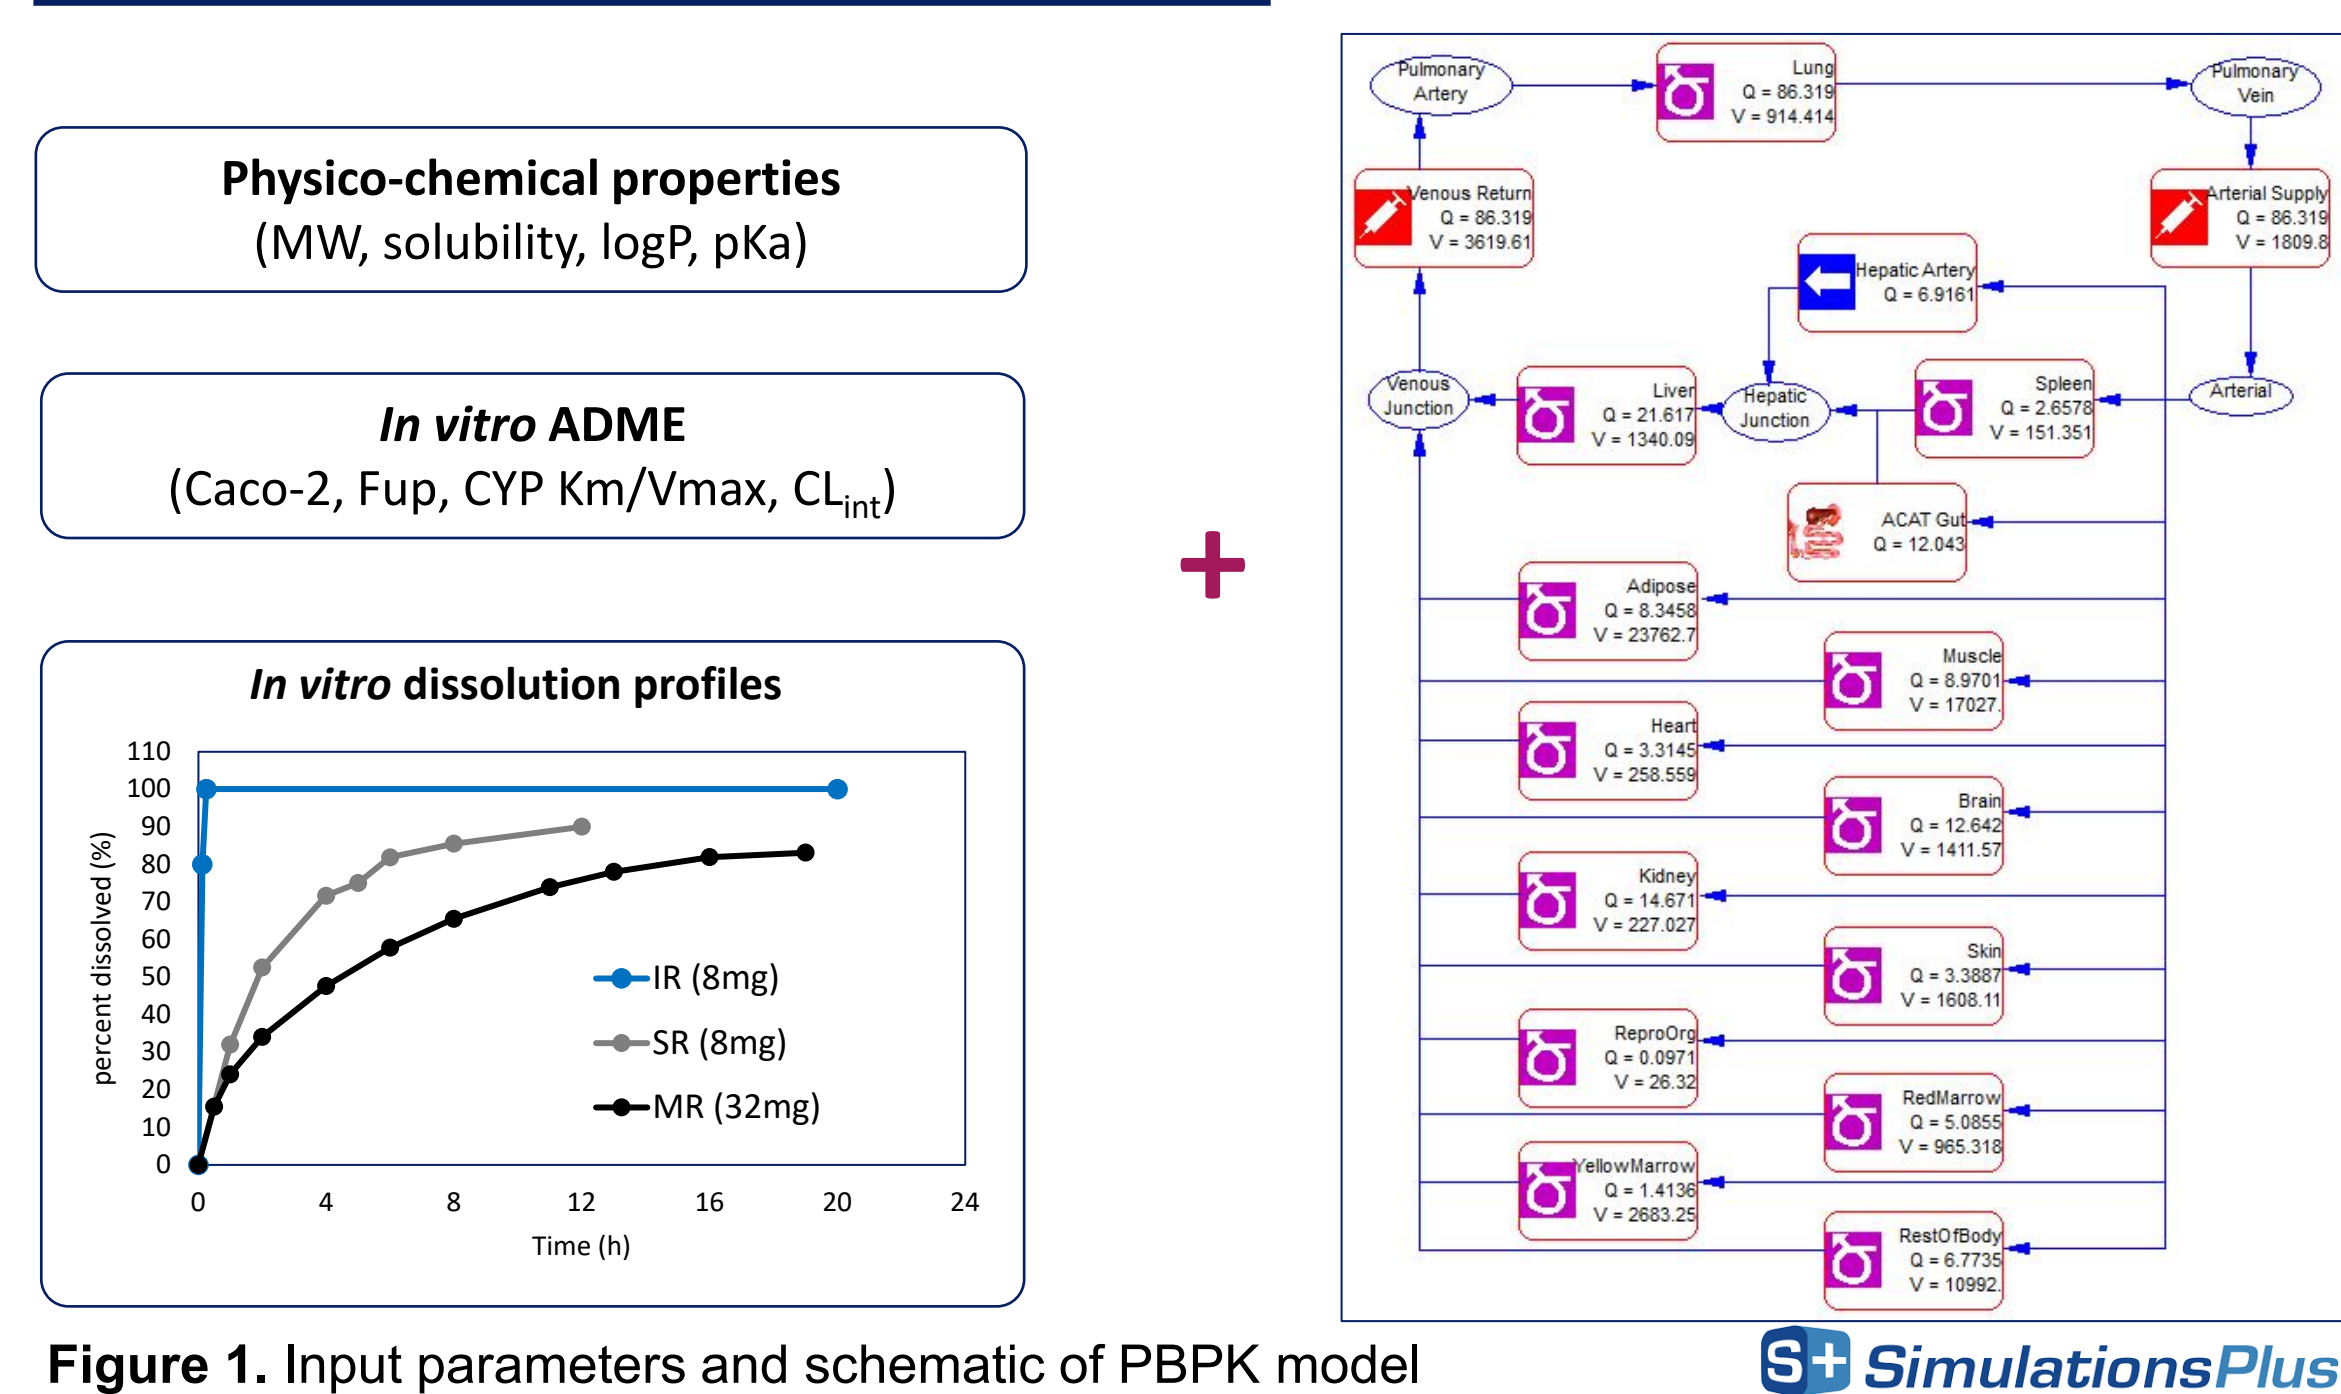 Physico-chemical properties
(MW, solubility, logP, pKa)
In vitro ADME
(Caco-2, Fup, CYP Km/Vmax, CLint)
In vitro dissolution profiles
110
100
90
80
70
60
50
40
30
20
10
0
percent dissolved (%)
0 4 8 12 16 20 24
Time (h)
IR (8mg)
SR (8mg)
MR (32mg)
+
Pulmonary
Artery
Lung
Q = 86.319
V = 914.414
Pulmonary
Vein
Venous Return
Q = 86.319
V = 3619.61
Arterial Supply
Q = 86.319
V = 1809.8
Hepatic Artery
Q = 6.9161
Venous
Junction
Liver
Q = 21.617
V = 1340.09
Hepatic
Junction
Spleen
Q = 2.6578
V = 151.351
Arterial
ACAT Gut
Q = 12.043
Adipose
Q = 8.3458
V = 23762.7
Muscle
Q = 8.9701
V = 17027.
Heart
Q = 3.3145
V = 258.559
Brain
Q = 12.642
V = 1411.57
Kidney
Q = 14.671
V = 227.027
Skin
Q = 3.3887
V = 1608.11
ReproOrg
Q = 0.0971
V = 26.32
RedMarrow
Q = 5.0855
V = 965.318
YellowMarrow
Q = 1.4136
V = 2683.25
RestOfBody
Q = 6.7735
V = 10992.
Figure 1. Input parameters and schematic of PBPK model
S+ SimulationsPlus